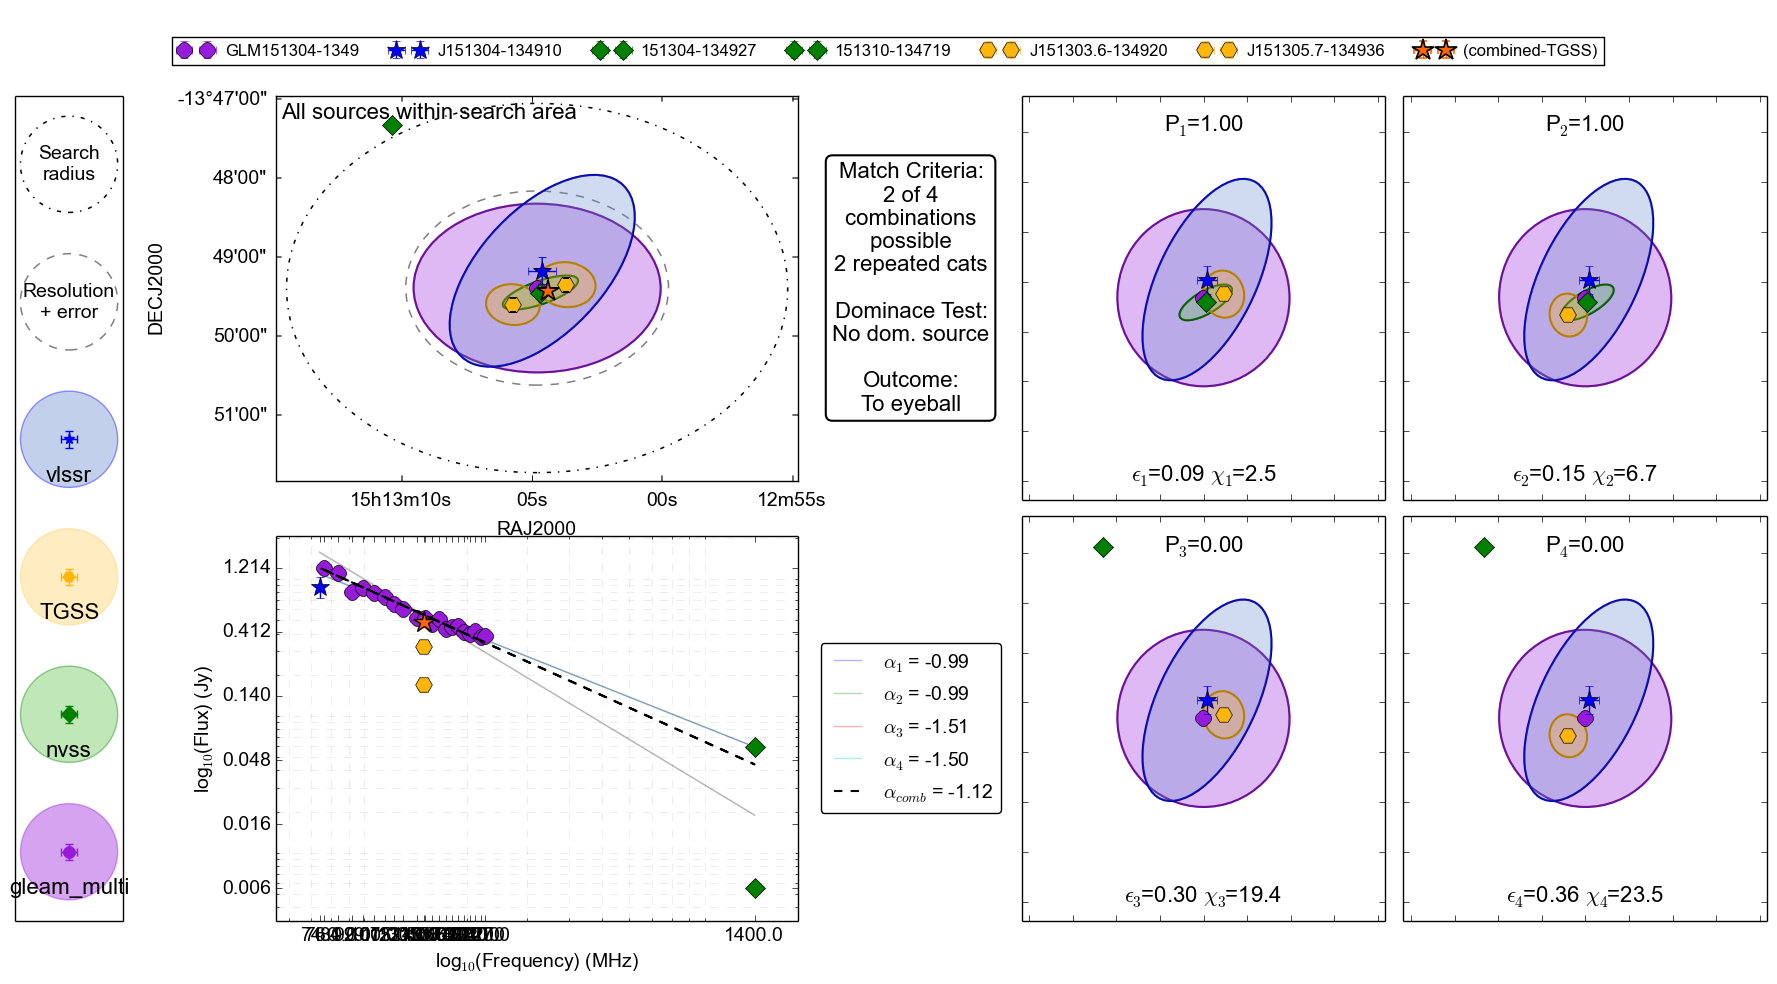 GLM151304-1349 J151304-134910 151304-134927 151310-134719 J151303.6-134920 J151305.7-134936 (combined-TGSS)
Search
radius
Resolution
+ error
vlssr
TGSS
nvss
gleam_multi
All sources within search area
-13°47'00"
48'00"
49'00"
50'00"
51'00"
DECJ2000
15h13m10s 05s 00s 12m55s
RAJ2000
Match Criteria:
2 of 4
combinations
possible
2 repeated cats
Dominace Test:
No dom. source
Outcome:
To eyeball
P1=1.00
ϵ1=0.09 χ1=2.5
P2=1.00
ϵ2=0.15 χ2=6.7
1.214
0.412
0.140
0.048
0.016
0.006
log10(Flux) (Jy)
1400.0
log10(Frequency) (MHz)
α1 = -0.99
α2 = -0.99
α3 = -1.51
α4 = -1.50
αcomb = -1.12
P3=0.00
ϵ3=0.30 χ3=19.4
P4=0.00
ϵ4=0.36 χ4=23.5